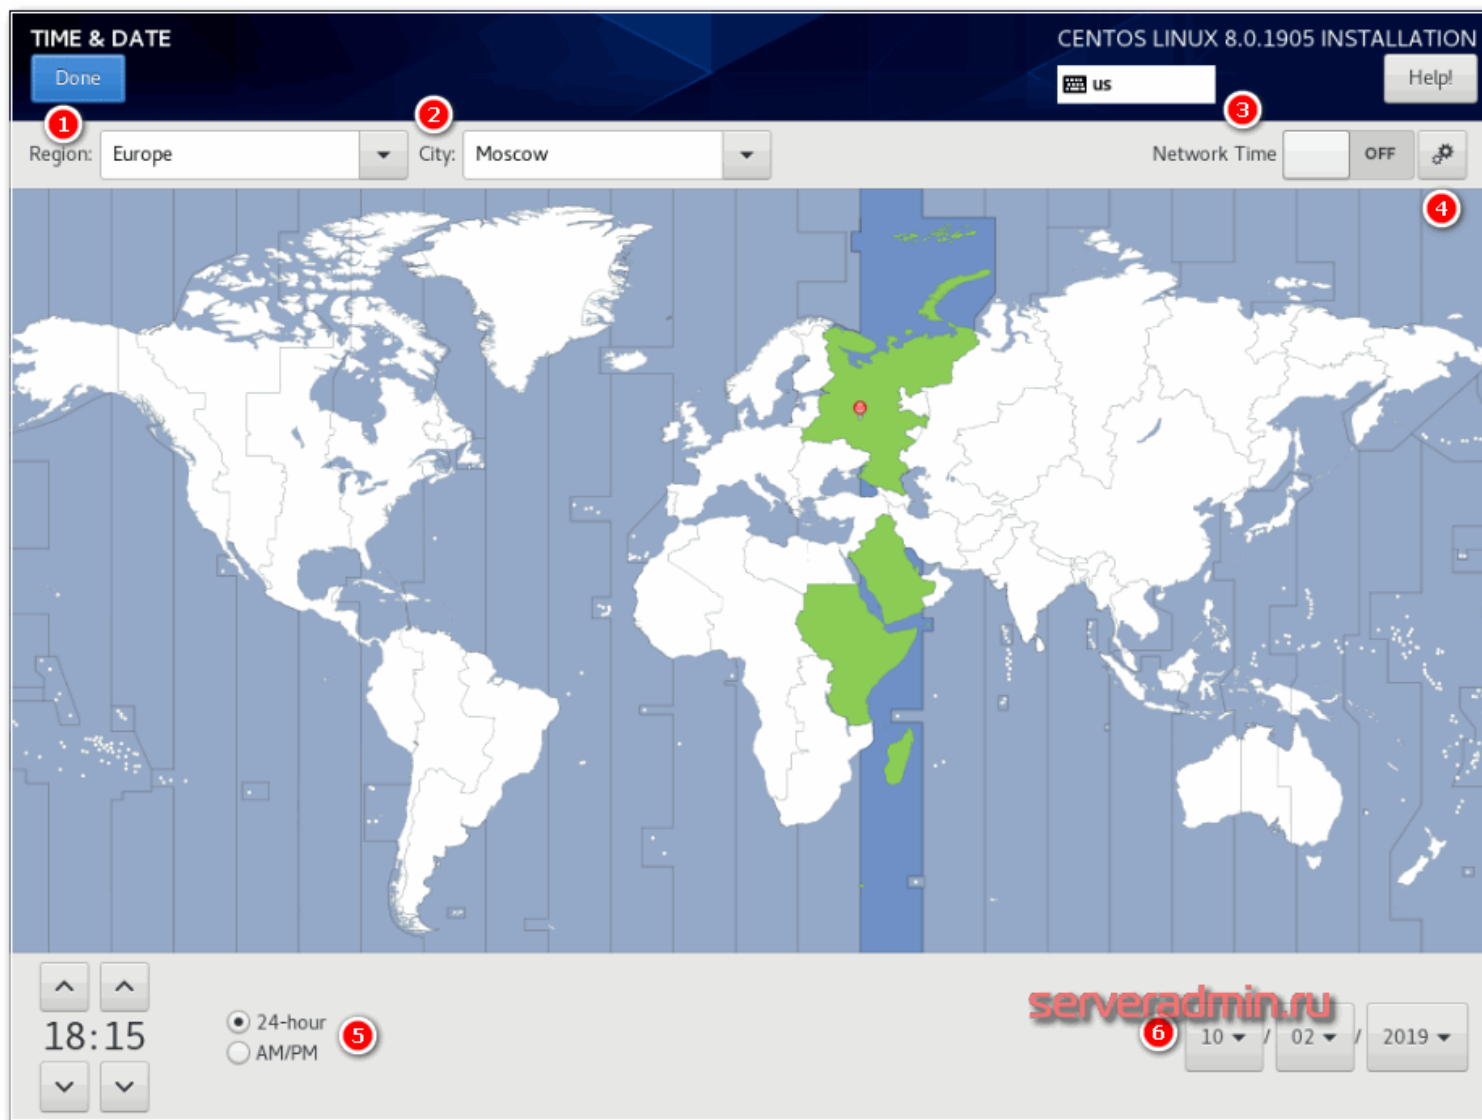 TIME & DATE
CENTOS LINUX 8.0.1905 INSTALLATION
Done
us
Help!
1
2
3
Region:
Europe
City:
Moscow
Network Time
OFF
4
18:15
24-hour
AM/PM
5
serveradmin.ru
6
10 / 02 / 2019